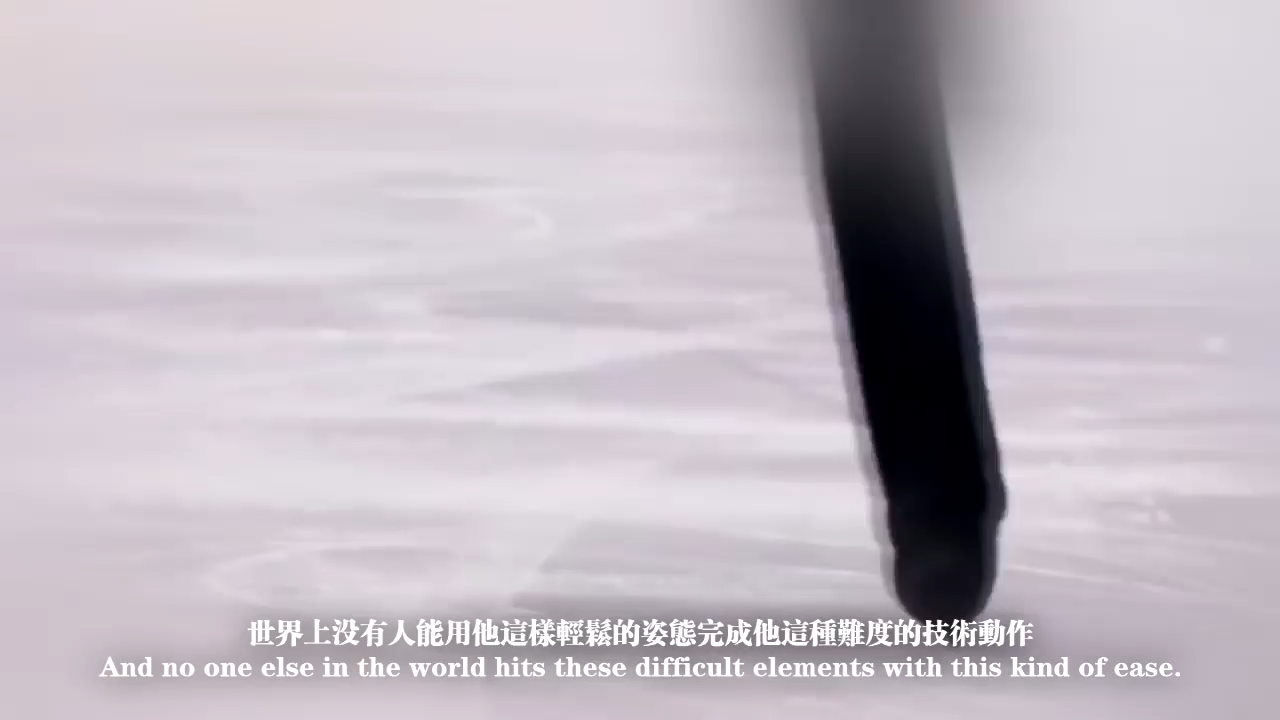 世界上没有人能用他這樣輕鬆的姿態完成他這種難度的技術動作
And no one else in the world hits these difficult elements with this kind of ease.